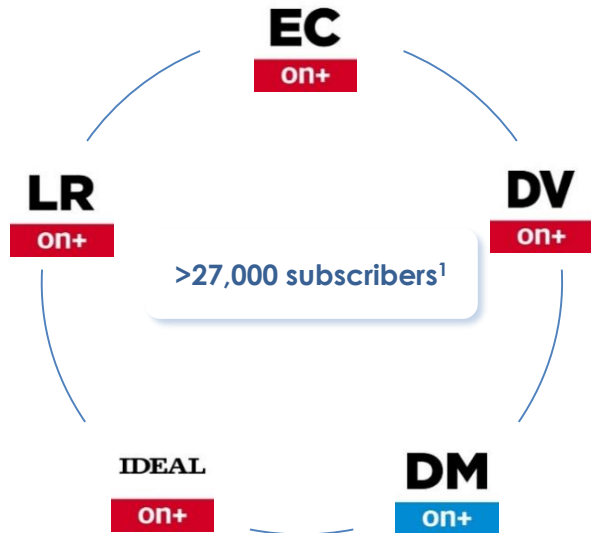 EC
on+
LR
on+
DV
on+
>27,000 subscribers¹
IDEAL
on+
DM
on+